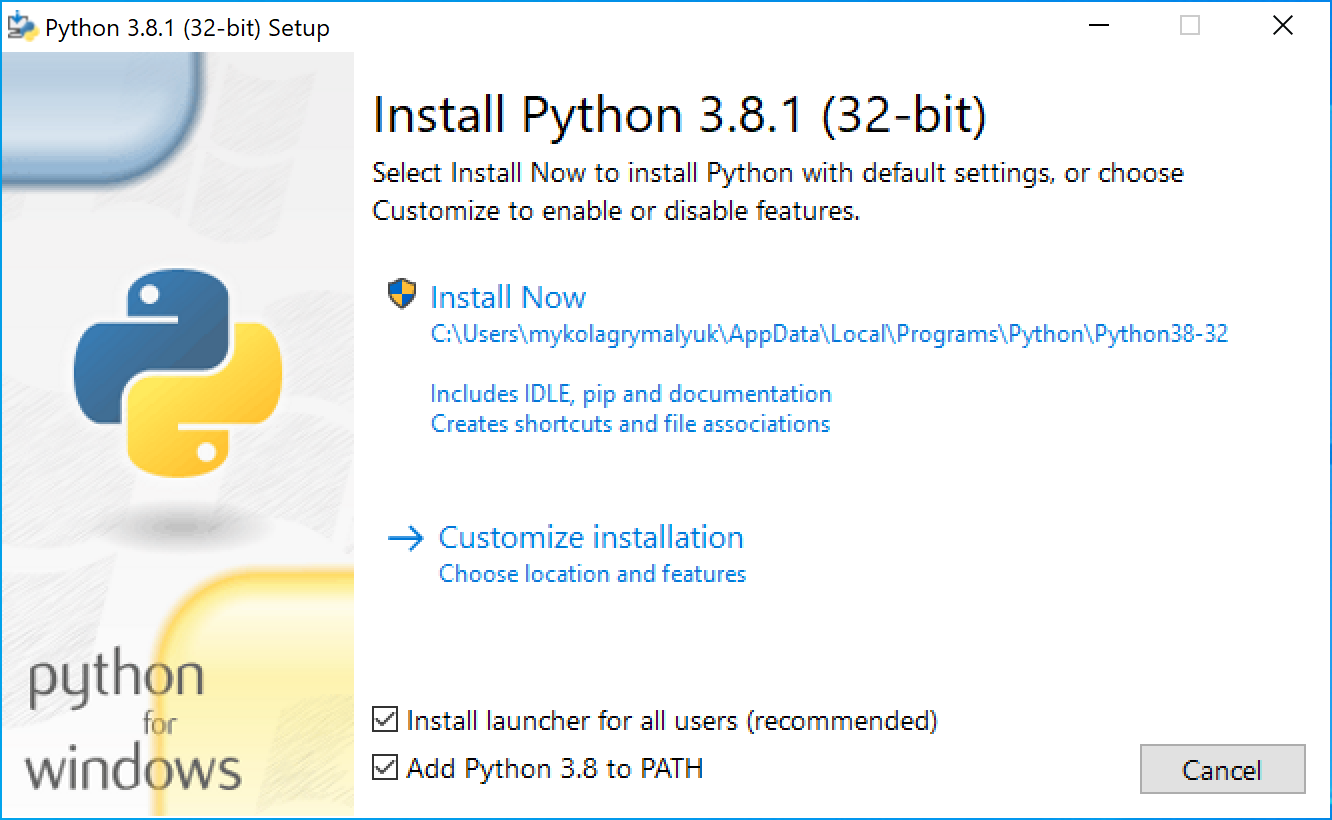 Python 3.8.1 (32-bit) Setup
Install Python 3.8.1 (32-bit)
Select Install Now to install Python with default settings, or choose
Customize to enable or disable features.
Install Now
C:\Users\mykolagrymalyuk\AppData\Local\Programs\Python\Python38-32
Includes IDLE, pip and documentation
Creates shortcuts and file associations
Customize installation
Choose location and features
python
for
windows
Install launcher for all users (recommended)
Add Python 3.8 to PATH
Cancel